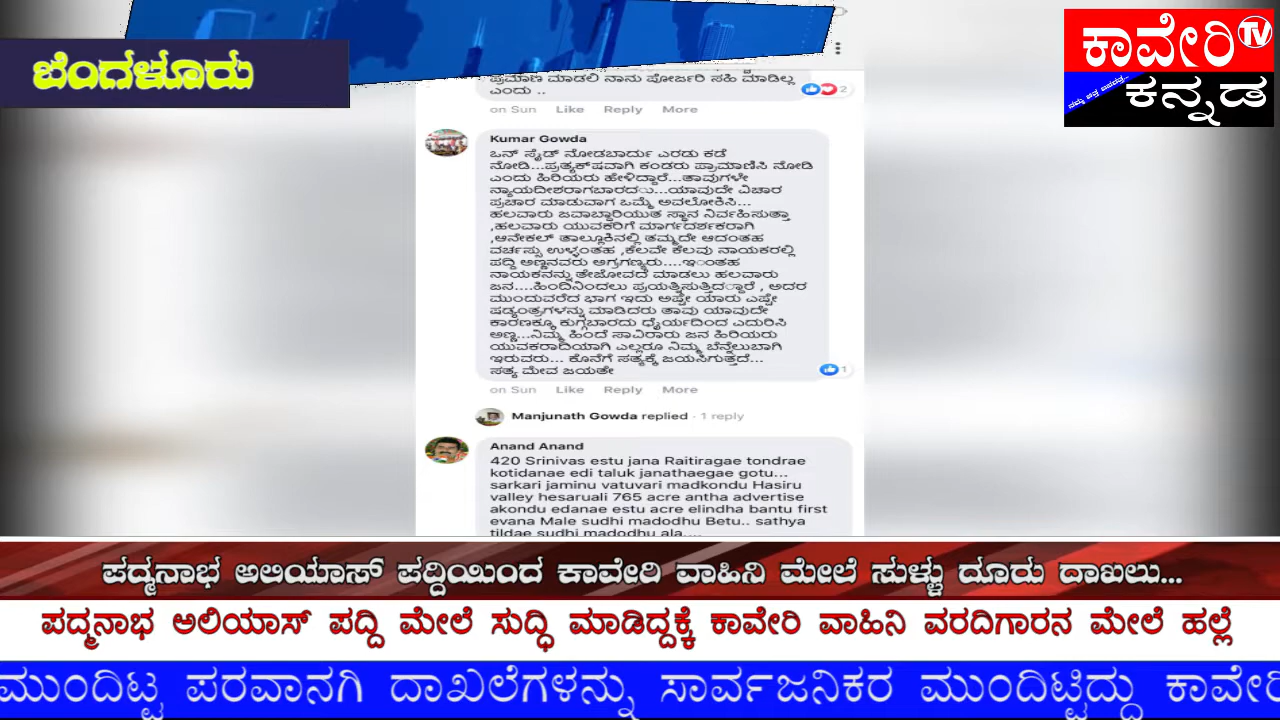 ಬೆಂಗಳೂರು
ಕಾವೇರಿ TV
ಕನ್ನಡ
ಪ್ರಮಾಣ ಮಾಡಲಿ ನಾನು ಪೋರ್ಜರಿ ಸಹಿ ಮಾಡಿಲ್ಲ
ಎಂದು ..
2
on Sun Like Reply More
Kumar Gowda
ಒನ್ ಸೈಡ್ ನೋಡಬಾರ್ದು ಎರಡು ಕಡೆ
ನೋಡಿ...ಪ್ರತ್ಯಕ್ಷವಾಗಿ ಕಂಡರು ಪ್ರಾಮಾಣಿಸಿ ನೋಡಿ
ಎಂದು ಹಿರಿಯರು ಹೇಳಿದ್ದಾರೆ...ತಾವುಗಳೇ
ನ್ಯಾಯದೀಶರಾಗಬಾರದು...ಯಾವುದೇ ವಿಚಾರ
ಪ್ರಚಾರ ಮಾಡುವಾಗ ಒಮ್ಮೆ ಅವಲೋಕಿಸಿ...
ಹಲವಾರು ಜವಾಬ್ಧಾರಿಯುತ ಸ್ಥಾನ ನಿರ್ವಹಿಸುತ್ತಾ
,ಹಲವಾರು ಯುವಕರಿಗೆ ಮಾರ್ಗದರ್ಶಕರಾಗಿ
,ಆನೇಕಲ್ ತಾಲ್ಲೂಕಿನಲ್ಲಿ ತಮ್ಮದೇ ಆದಂತಹ
ವರ್ಚಸ್ಸು ಉಳ್ಳಂತಹ ,ಕೆಲವೇ ಕೆಲವು ನಾಯಕರಲ್ಲಿ
ಪದ್ದಿ ಅಣ್ಣನವರು ಅಗ್ರಗಣ್ಯರು....ಇಂತಹ
ನಾಯಕನನ್ನು ತೇಜೋವದೆ ಮಾಡಲು ಹಲವಾರು
ಜನ....ಹಿಂದಿನಿಂದಲು ಪ್ರಯತ್ನಿಸುತ್ತಿದ್ದಾರೆ , ಅದರ
ಮುಂದುವರೆದ ಭಾಗ ಇದು ಅಷ್ಟೇ ಯಾರು ಎಷ್ಟೇ
ಷಡ್ಯಂತ್ರಗಳನ್ನು ಮಾಡಿದರು ತಾವು ಯಾವುದೇ
ಕಾರಣಕ್ಕೂ ಕುಗ್ಗಬಾರದು ಧೈರ್ಯದಿಂದ ಎದುರಿಸಿ
ಅಣ್ಣ...ನಿಮ್ಮ ಹಿಂದೆ ಸಾವಿರಾರು ಜನ ಹಿರಿಯರು
ಯುವಕರಾದಿಯಾಗಿ ಎಲ್ಲರೂ ನಿಮ್ಮ ಬೆನ್ನೆಲುಬಾಗಿ
ಇರುವರು... ಕೊನೆಗೆ ಸತ್ಯಕ್ಕೆ ಜಯಸಿಗುತ್ತದೆ...
ಸತ್ಯ ಮೇವ ಜಯತೇ
1
on Sun Like Reply More
Manjunath Gowda replied · 1 reply
Anand Anand
420 Srinivas estu jana Raitiragae tondrae
kotidanae edi taluk janathaegae gotu...
sarkari jaminu vatuvari madkondu Hasiru
valley hesaruali 765 acre antha advertise
akondu edanae estu acre elindha bantu first
evana Male sudhi madodhu Betu.. sathya
tildae sudhi madodhu ala....
ಪದ್ಮನಾಭ ಅಲಿಯಾಸ್ ಪದ್ದಿಯಿಂದ ಕಾವೇರಿ ವಾಹಿನಿ ಮೇಲೆ ಸುಳ್ಳು ದೂರು ದಾಖಲು...
ಪದ್ಮನಾಭ ಅಲಿಯಾಸ್ ಪದ್ದಿ ಮೇಲೆ ಸುದ್ಧಿ ಮಾಡಿದ್ದಕ್ಕೆ ಕಾವೇರಿ ವಾಹಿನಿ ವರದಿಗಾರನ ಮೇಲೆ ಹಲ್ಲೆ
ಮುಂದಿಟ್ಟ ಪರವಾನಗಿ ದಾಖಲೆಗಳನ್ನು ಸಾರ್ವಜನಿಕರ ಮುಂದಿಟ್ಟಿದ್ದು ಕಾವೇರಿ